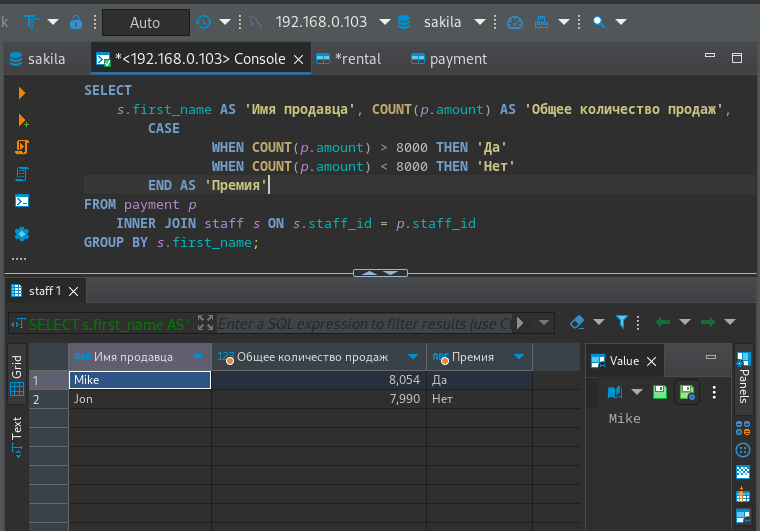 Auto
192.168.0.103
sakila
sakila
*<192.168.0.103> Console
*rental
payment
SELECT
s.first_name AS 'Имя продавца', COUNT(p.amount) AS 'Общее количество продаж',
CASE
WHEN COUNT(p.amount) > 8000 THEN 'Да'
WHEN COUNT(p.amount) < 8000 THEN 'Нет'
END AS 'Премия'
FROM payment p
INNER JOIN staff s ON s.staff_id = p.staff_id
GROUP BY s.first_name;
staff 1
SELECT s.first_name AS '
Enter a SQL expression to filter results (use C
Grid
Text
ABC Имя продавца
123 Общее количество продаж
ABC Премия
1 Mike 8,054 Да
2 Jon 7,990 Нет
Value
Mike
Panels